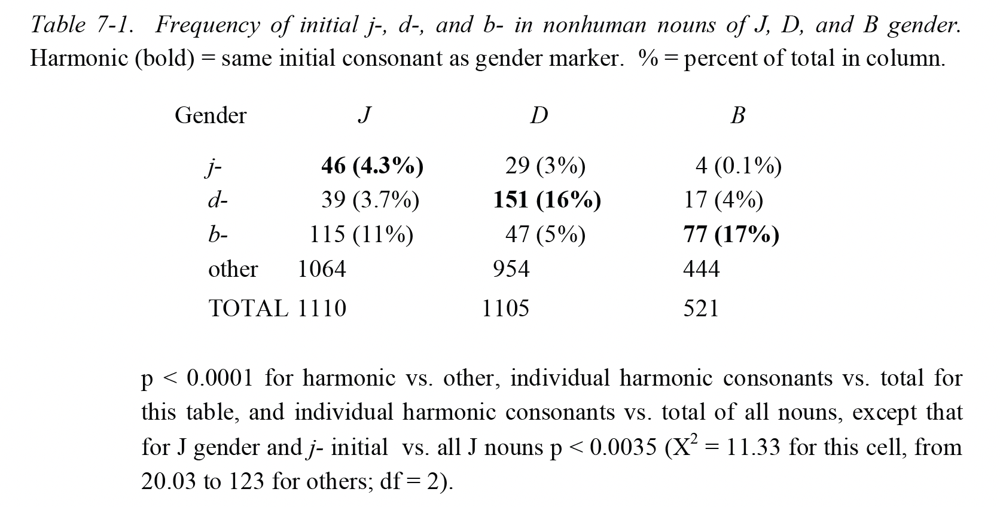 Table 7-1. Frequency of initial j-, d-, and b- in nonhuman nouns of J, D, and B gender.
Harmonic (bold) = same initial consonant as gender marker. % = percent of total in column.
Gender J D B
j- 46 (4.3%) 29 (3%) 4 (0.1%)
d- 39 (3.7%) 151 (16%) 17 (4%)
b- 115 (11%) 47 (5%) 77 (17%)
other 1064 954 444
TOTAL 1110 1105 521
p < 0.0001 for harmonic vs. other, individual harmonic consonants vs. total for
this table, and individual harmonic consonants vs. total of all nouns, except that
for J gender and j- initial vs. all J nouns p < 0.0035 (X² = 11.33 for this cell, from
20.03 to 123 for others; df = 2).